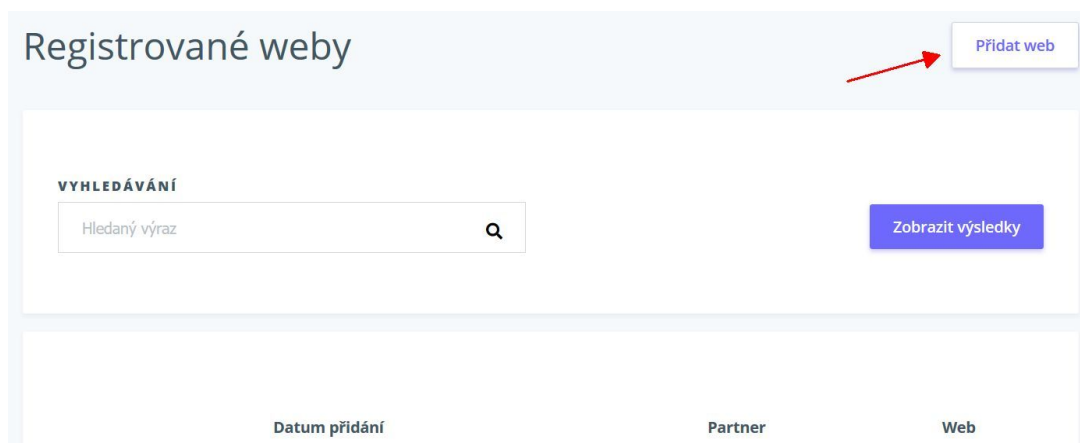 Registrované weby
Přidat web
VYHLEDÁVÁNÍ
Hledaný výraz
Zobrazit výsledky
Datum přidání Partner Web